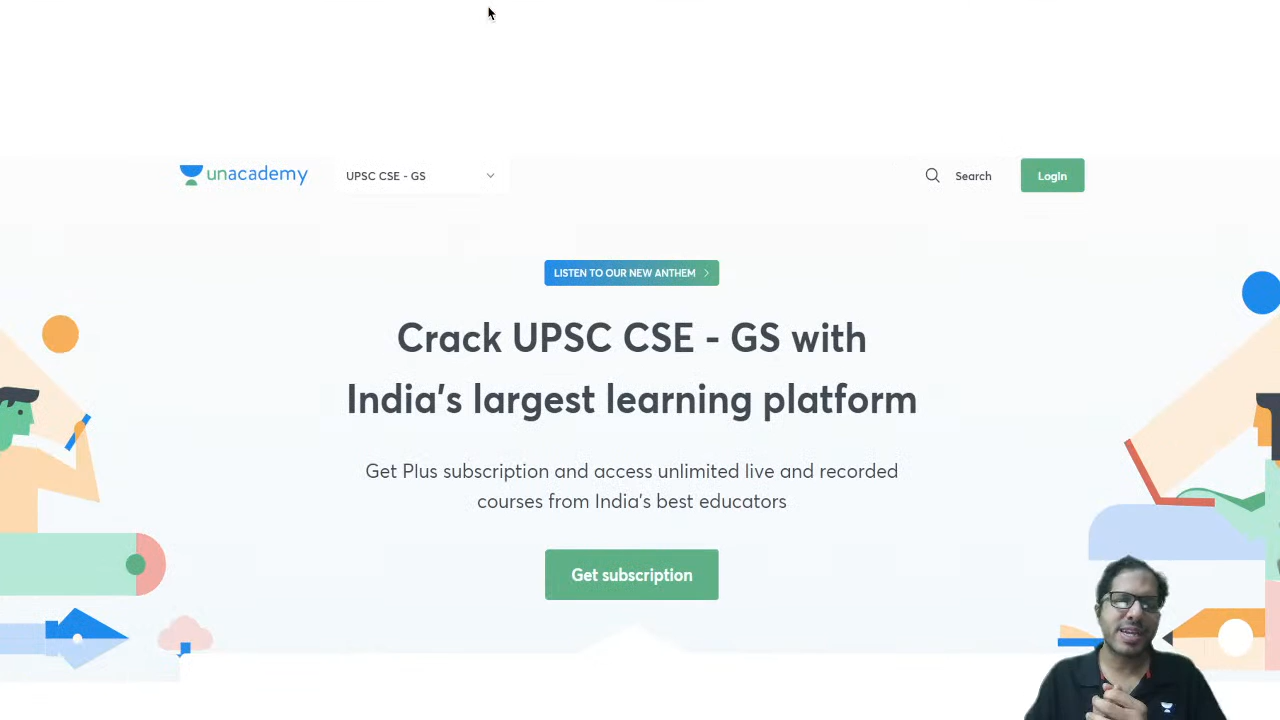 unacademy
UPSC CSE - GS
Search
Login
LISTEN TO OUR NEW ANTHEM
Crack UPSC CSE - GS with
India's largest learning platform
Get Plus subscription and access unlimited live and recorded
courses from India's best educators
Get subscription